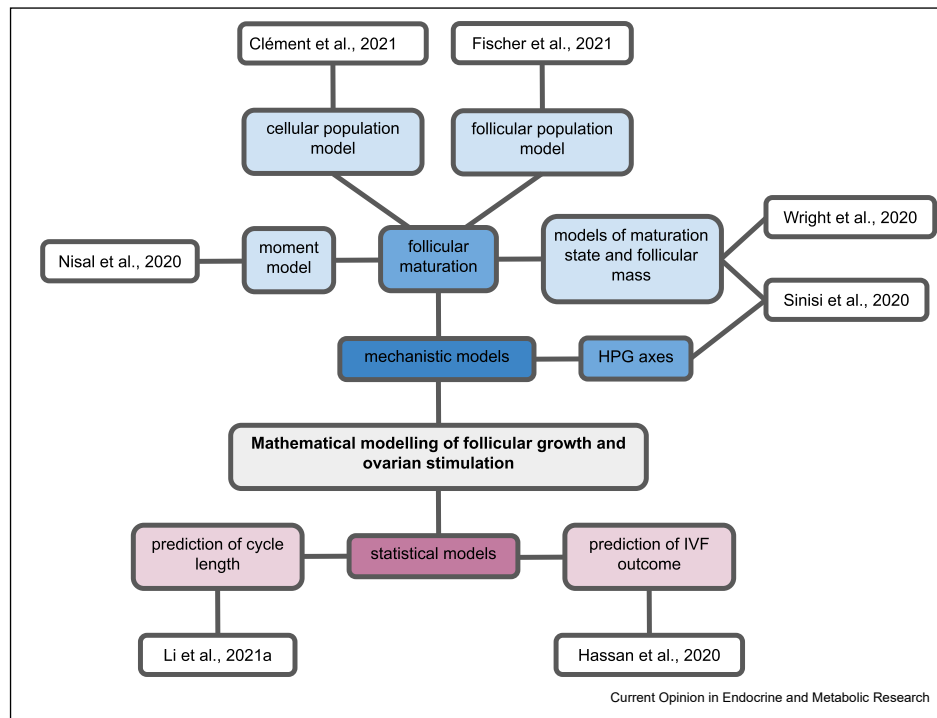 Clément et al., 2021
Fischer et al., 2021
cellular population
model
follicular population
model
Wright et al., 2020
Nisal et al., 2020
moment
model
follicular
maturation
models of maturation
state and follicular
mass
Sinisi et al., 2020
mechanistic models
HPG axes
Mathematical modelling of follicular growth and
ovarian stimulation
prediction of cycle
length
statistical models
prediction of IVF
outcome
Li et al., 2021a
Hassan et al., 2020
Current Opinion in Endocrine and Metabolic Research